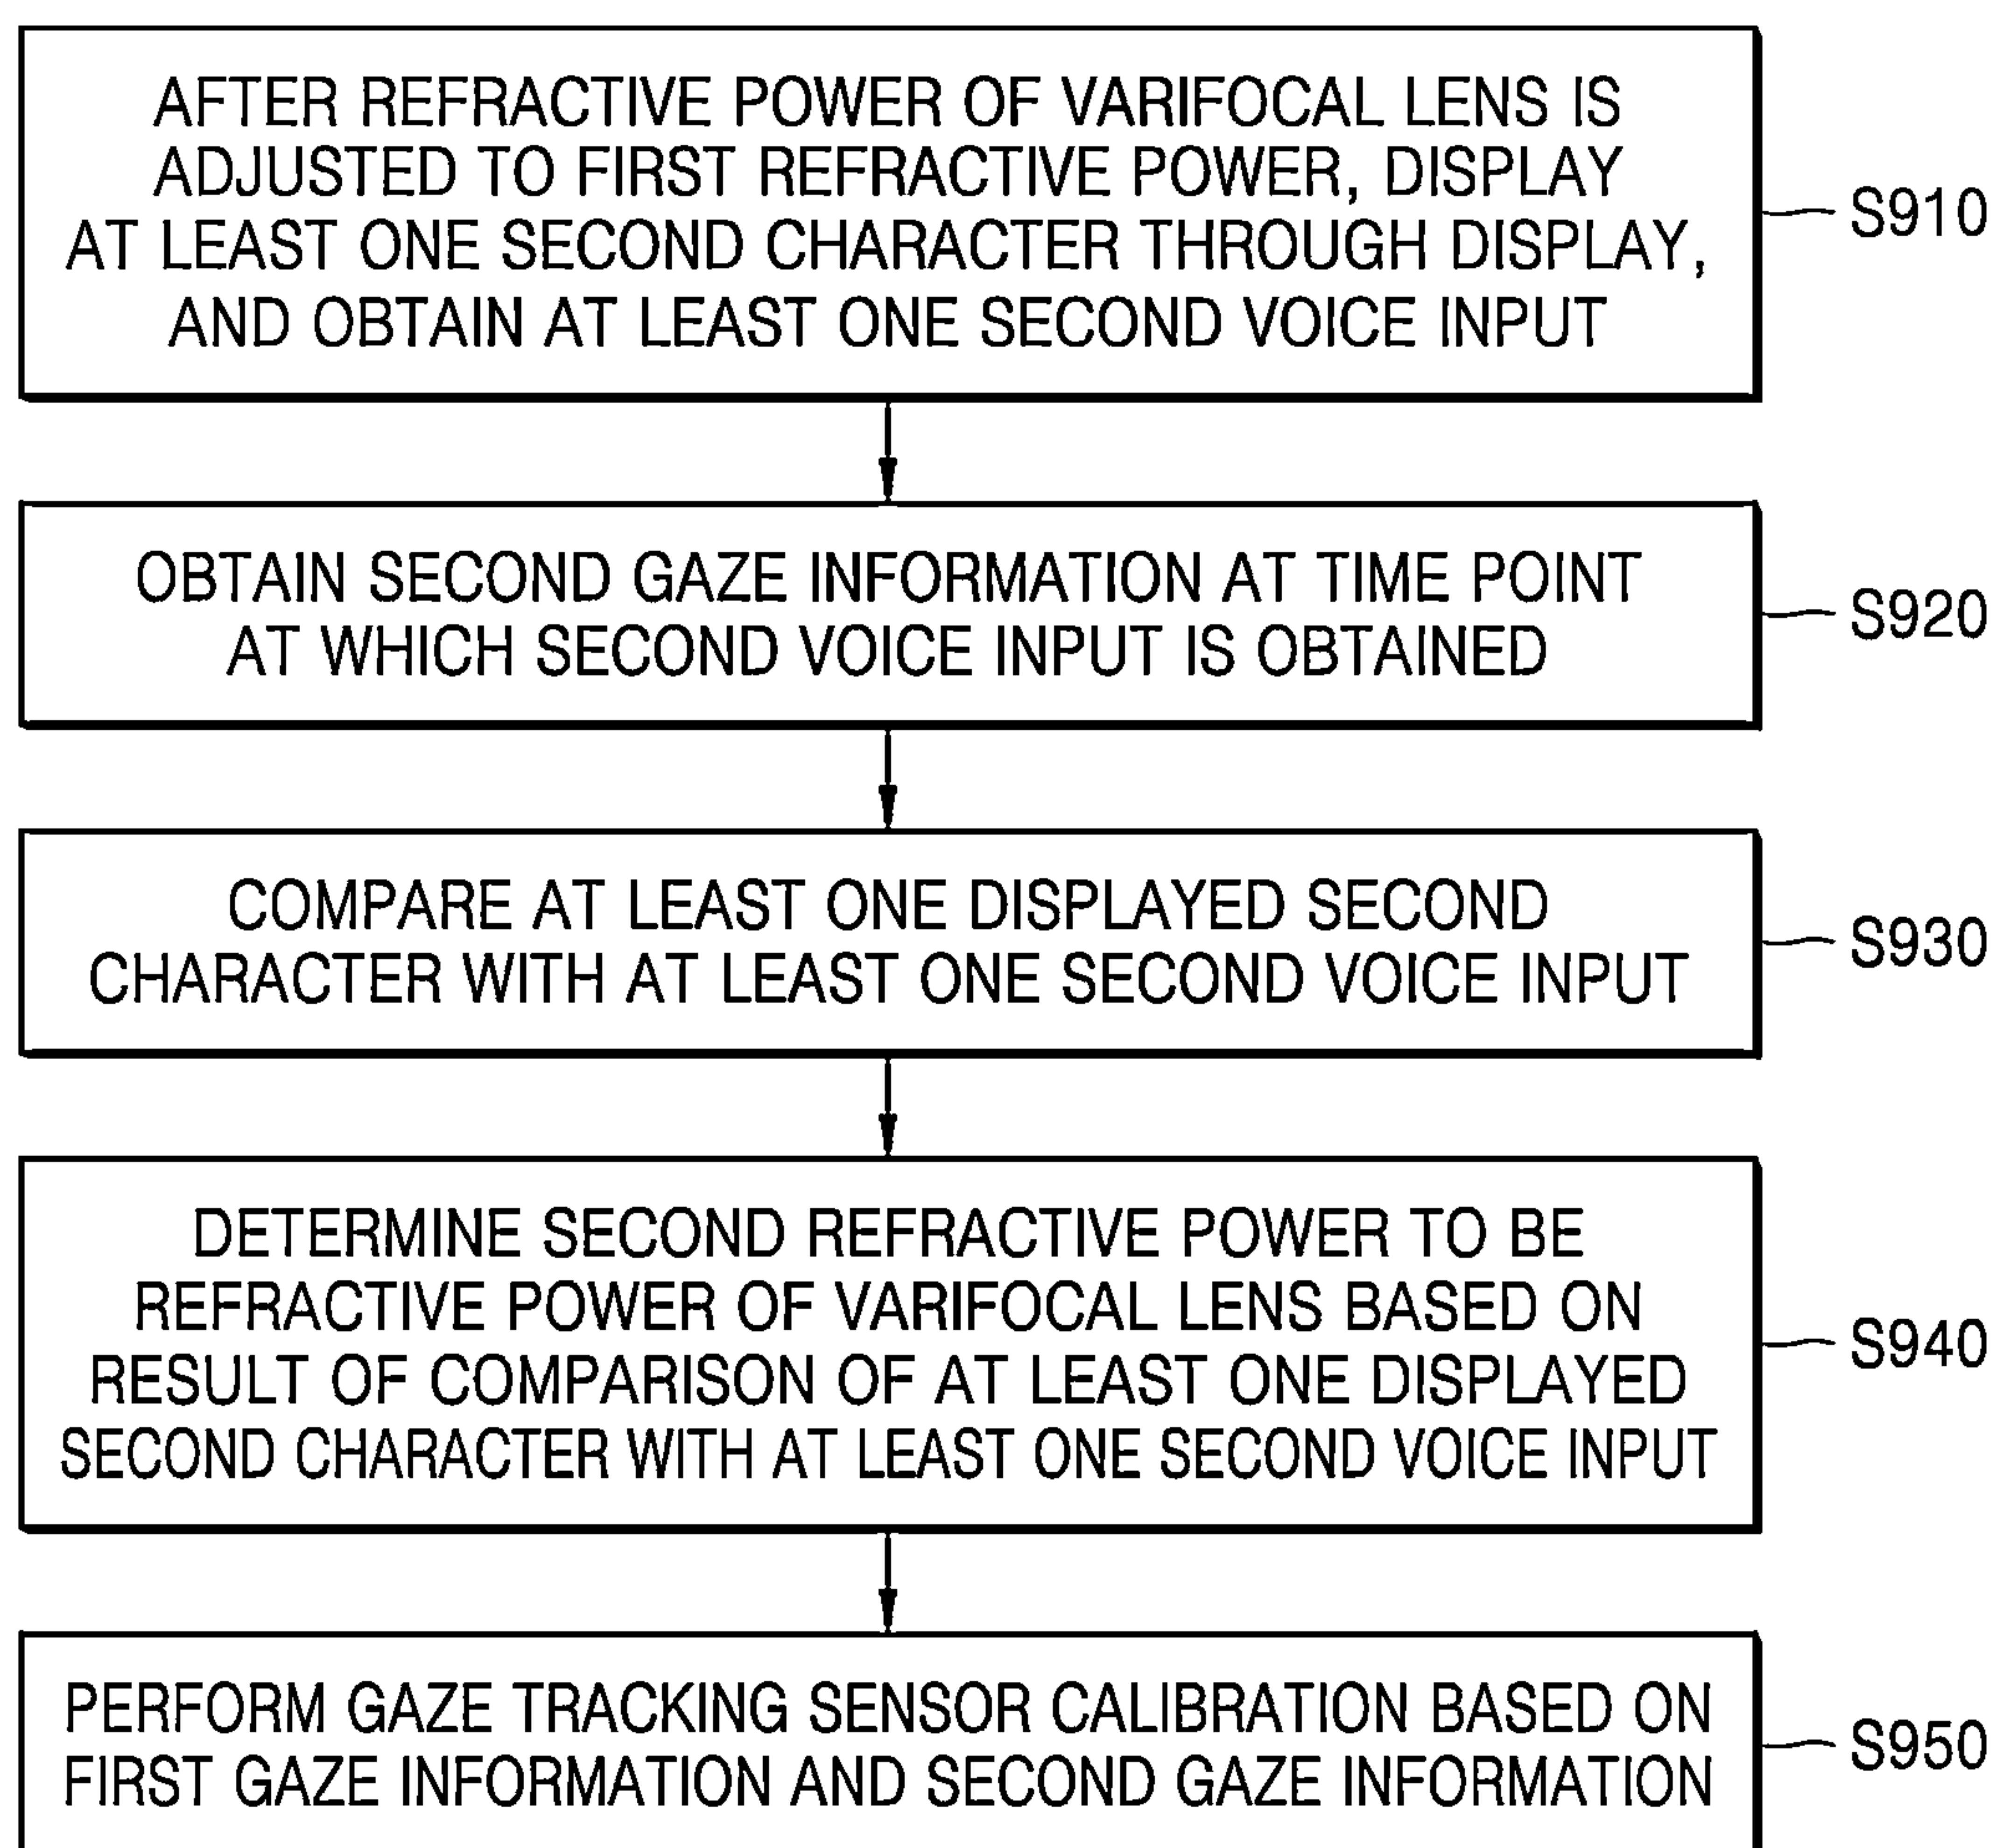 AFTER REFRACTIVE POWER OF VARIFOCAL LENS IS
ADJUSTED TO FIRST REFRACTIVE POWER, DISPLAY
AT LEAST ONE SECOND CHARACTER THROUGH DISPLAY,
AND OBTAIN AT LEAST ONE SECOND VOICE INPUT
S910
OBTAIN SECOND GAZE INFORMATION AT TIME POINT
AT WHICH SECOND VOICE INPUT IS OBTAINED
S920
COMPARE AT LEAST ONE DISPLAYED SECOND
CHARACTER WITH AT LEAST ONE SECOND VOICE INPUT
S930
DETERMINE SECOND REFRACTIVE POWER TO BE
REFRACTIVE POWER OF VARIFOCAL LENS BASED ON
RESULT OF COMPARISON OF AT LEAST ONE DISPLAYED
SECOND CHARACTER WITH AT LEAST ONE SECOND VOICE INPUT
S940
PERFORM GAZE TRACKING SENSOR CALIBRATION BASED ON
FIRST GAZE INFORMATION AND SECOND GAZE INFORMATION
S950